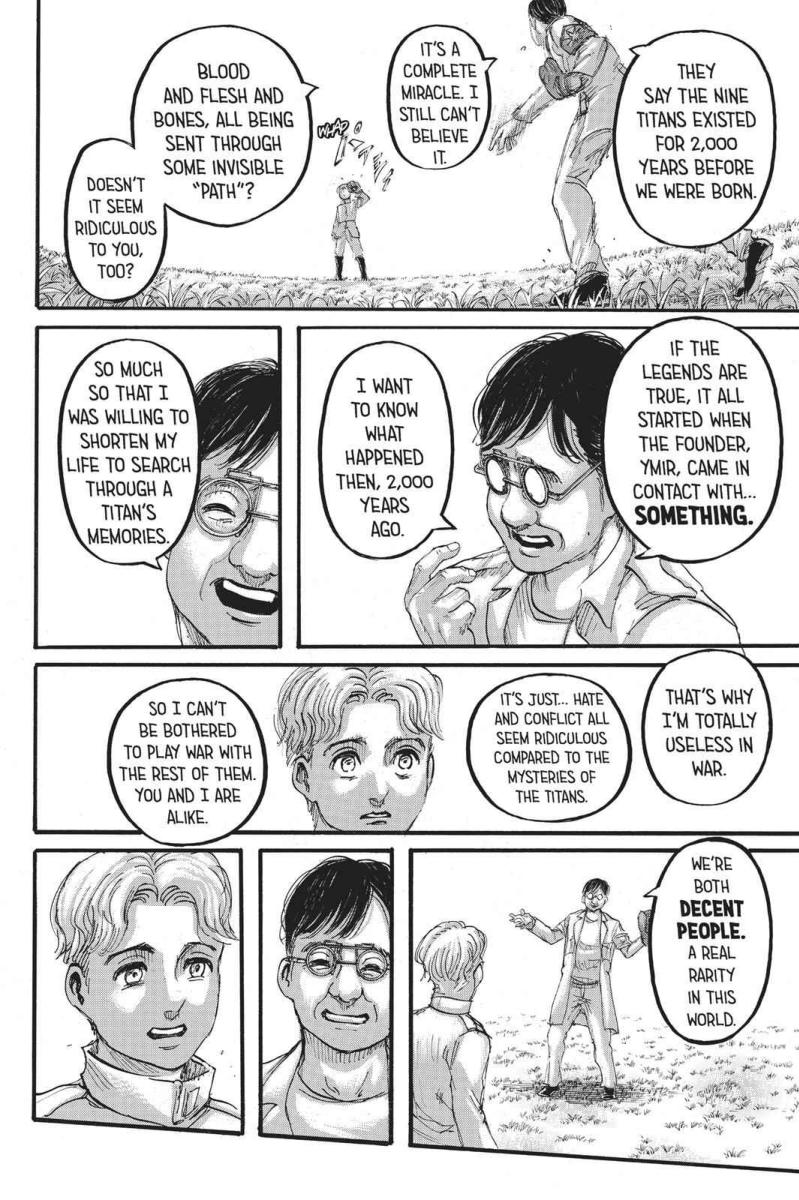 THEY
SAY THE NINE
TITANS EXISTED
FOR 2,000
YEARS BEFORE
WE WERE BORN.
IT'S A
COMPLETE
MIRACLE. I
STILL CAN'T
BELIEVE
IT.
WHAP
BLOOD
AND FLESH AND
BONES, ALL BEING
SENT THROUGH
SOME INVISIBLE
"PATH"?
DOESN'T
IT SEEM
RIDICULOUS
TO YOU,
TOO?
IF THE
LEGENDS ARE
TRUE, IT ALL
STARTED WHEN
THE FOUNDER,
YMIR, CAME IN
CONTACT WITH...
SOMETHING.
I WANT
TO KNOW
WHAT
HAPPENED
THEN, 2,000
YEARS
AGO.
SO MUCH
SO THAT I
WAS WILLING TO
SHORTEN MY
LIFE TO SEARCH
THROUGH A
TITAN'S
MEMORIES.
THAT'S WHY
I'M TOTALLY
USELESS IN
WAR.
IT'S JUST... HATE
AND CONFLICT ALL
SEEM RIDICULOUS
COMPARED TO THE
MYSTERIES OF
THE TITANS.
SO I CAN'T
BE BOTHERED
TO PLAY WAR WITH
THE REST OF THEM.
YOU AND I ARE
ALIKE.
WE'RE
BOTH
DECENT
PEOPLE.
A REAL
RARITY
IN THIS
WORLD.